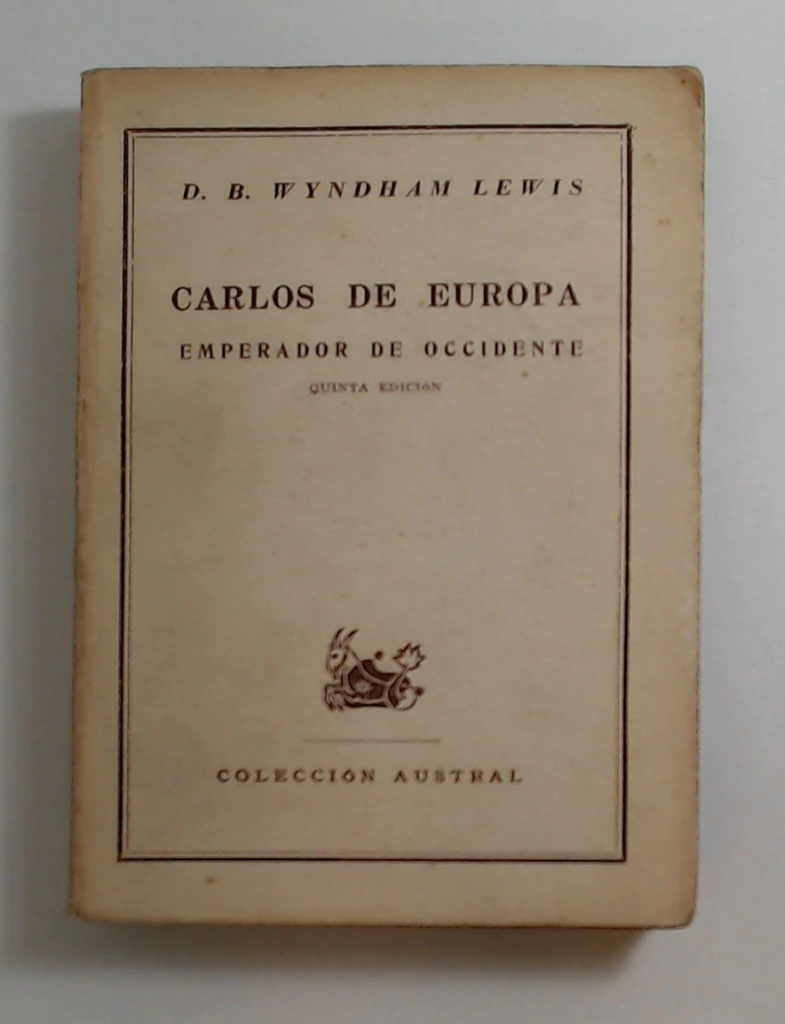 D. B. WYNDHAM LEWIS
CARLOS DE EUROPA
EMPERADOR DE OCCIDENTE
QUINTA EDICIÓN
COLECCIÓN AUSTRAL